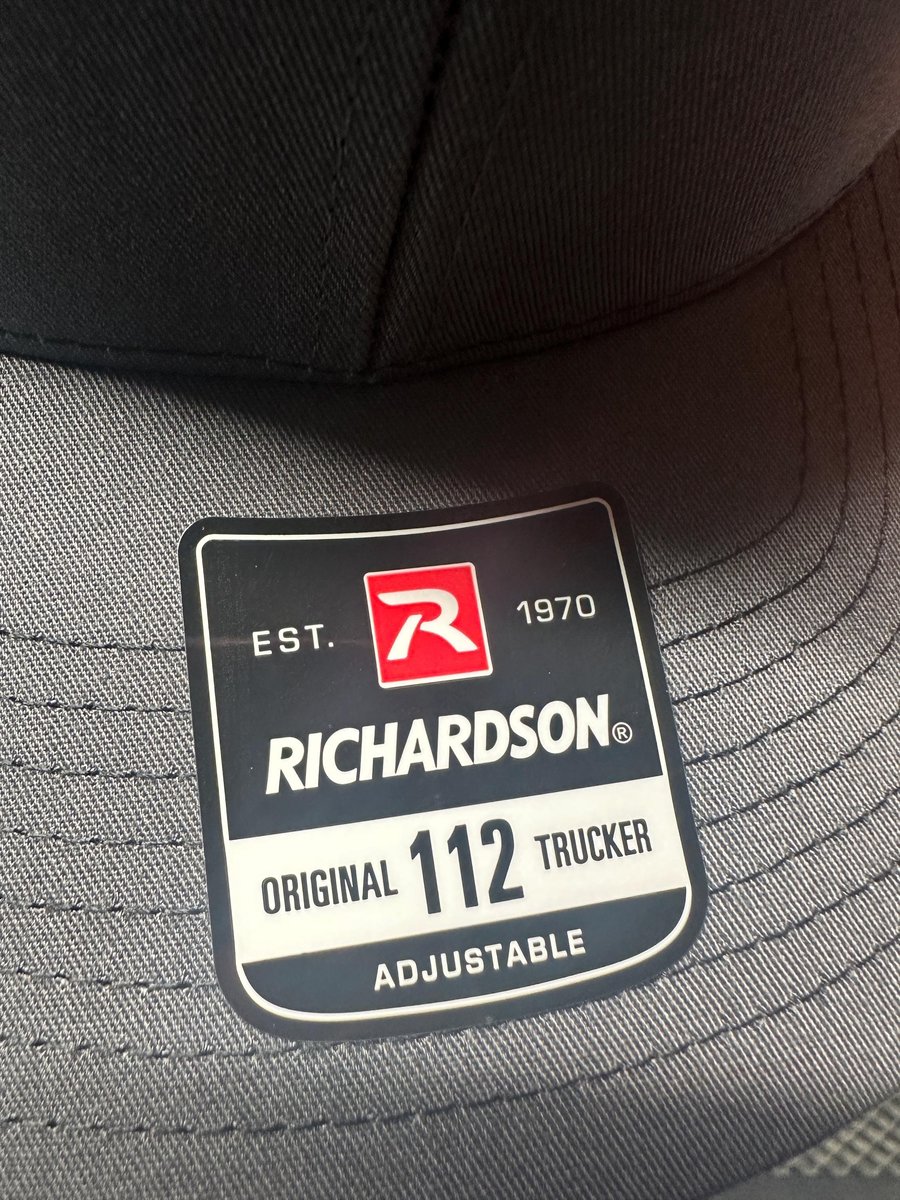 EST. R 1970
RICHARDSON®
ORIGINAL 112 TRUCKER
ADJUSTABLE